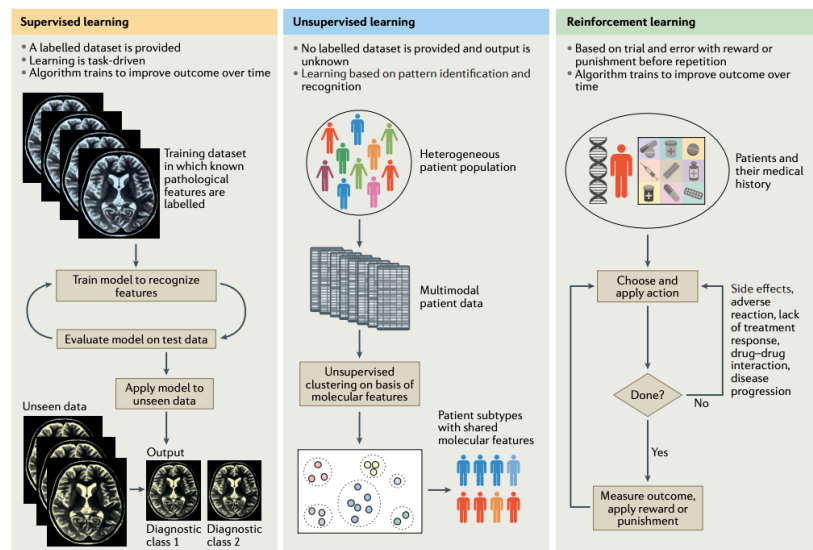 Supervised learning
• A labelled dataset is provided
• Learning is task-driven
• Algorithm trains to improve outcome over time
Training dataset
in which known
pathological
features are
labelled
Train model to recognize
features
Evaluate model on test data
Apply model to
unseen data
Unseen data
Output
Diagnostic
class 1
Diagnostic
class 2
Unsupervised learning
• No labelled dataset is provided and output is
unknown
• Learning based on pattern identification and
recognition
Heterogeneous
patient population
Multimodal
patient data
Unsupervised
clustering on basis of
molecular features
Patient subtypes
with shared
molecular features
Reinforcement learning
• Based on trial and error with reward or
punishment before repetition
• Algorithm trains to improve outcome over
time
Patients and
their medical
history
Choose and
apply action
Side effects,
adverse
reaction, lack
of treatment
response,
drug–drug
interaction,
disease
progression
Done?
No
Yes
Measure outcome,
apply reward or
punishment